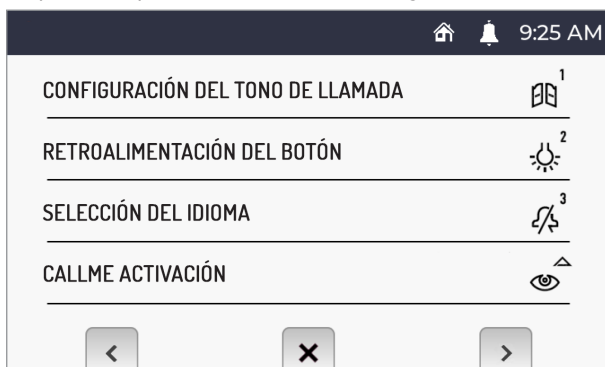 9:25 AM
CONFIGURACIÓN DEL TONO DE LLAMADA 1
RETROALIMENTACIÓN DEL BOTÓN 2
SELECCIÓN DEL IDIOMA 3
CALLME ACTIVACIÓN